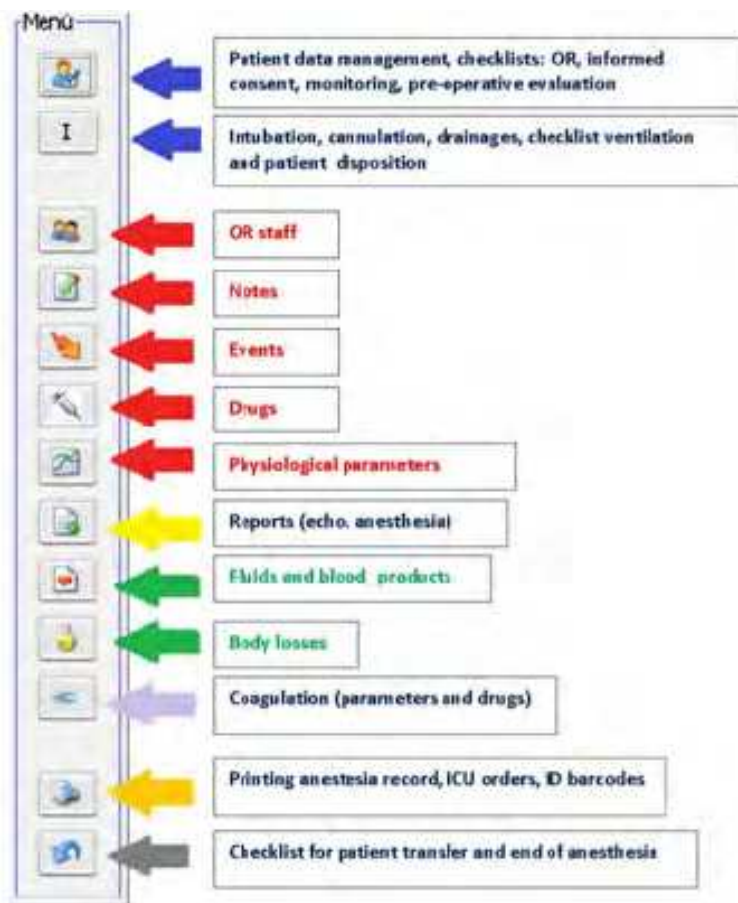 Menú
Patient data management, checklists: OR, informed
consent, monitoring, pre-operative evaluation
I
Intubation, cannulation, drainages, checklist ventilation
and patient disposition
OR staff
Notes
Events
Drugs
Physiological parameters
Reports (echo. anesthesia)
Fluids and blood products
Body losses
Coagulation (parameters and drugs)
Printing anestesia record, ICU orders, ID barcodes
Checklist for patient transfer and end of anesthesia